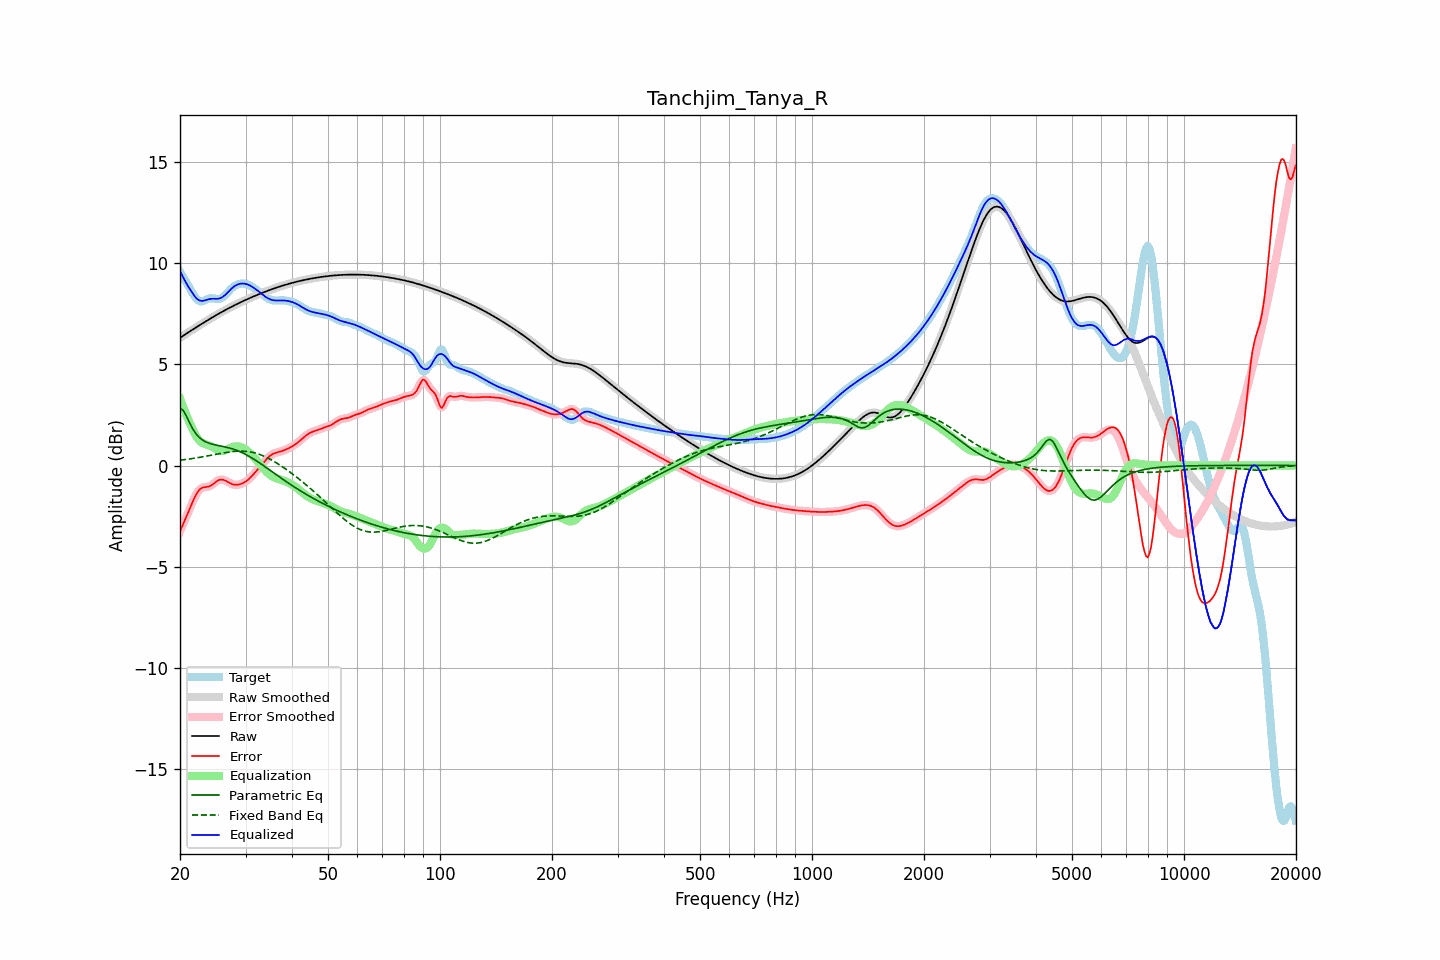 Tanchjim_Tanya_R
Amplitude (dBr)
15
10
5
0
−5
−10
−15
Target
Raw Smoothed
Error Smoothed
Raw
Error
Equalization
Parametric Eq
Fixed Band Eq
Equalized
20 50 100 200 500 1000 2000 5000 10000 20000
Frequency (Hz)